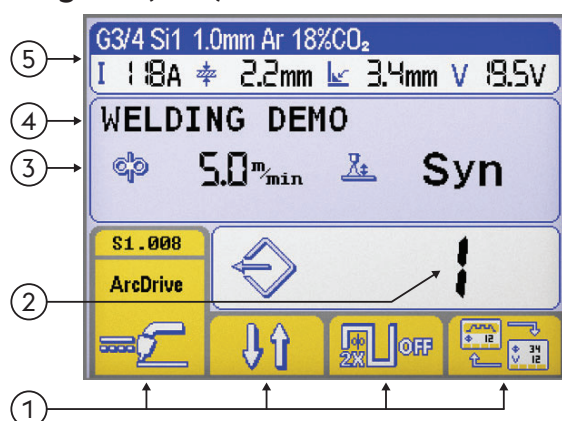 G3/4 Si1 1.0mm Ar 18%CO₂
I 118A 2.2mm 3.4mm V 19.5V
WELDING DEMO
5.0 m/min Syn
S1.008
ArcDrive
1
2X OFF
12 34 V 12
5
4
3
2
1